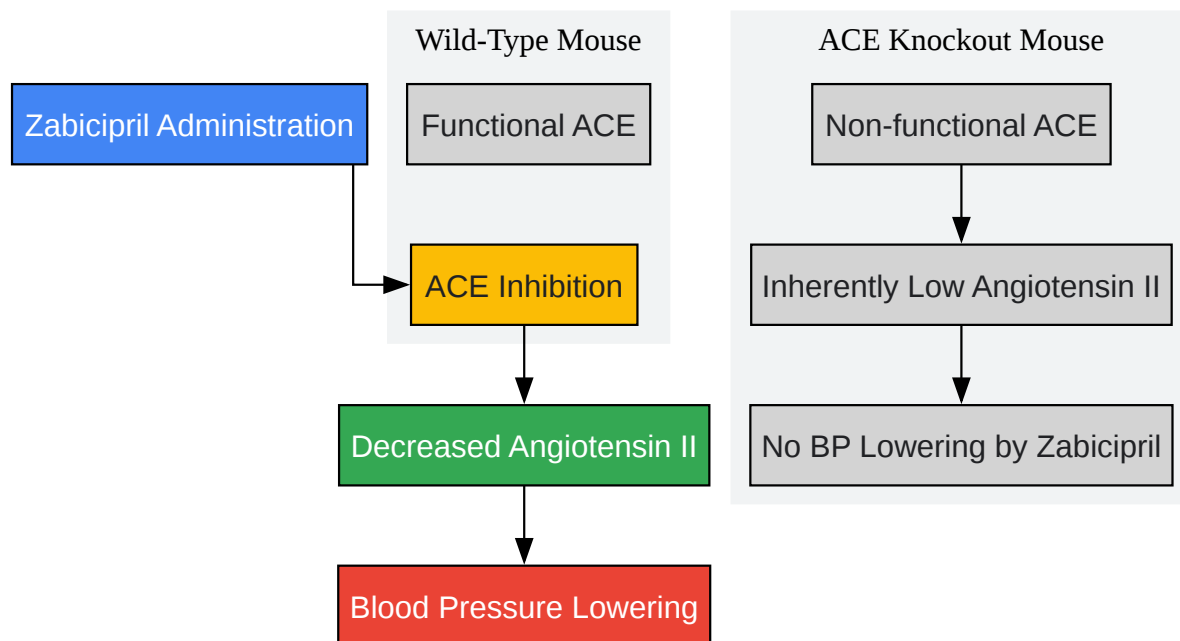 Wild-Type Mouse
ACE Knockout Mouse
Zabicipril Administration
Functional ACE
Non-functional ACE
ACE Inhibition
Inherently Low Angiotensin II
Decreased Angiotensin II
No BP Lowering by Zabicipril
Blood Pressure Lowering